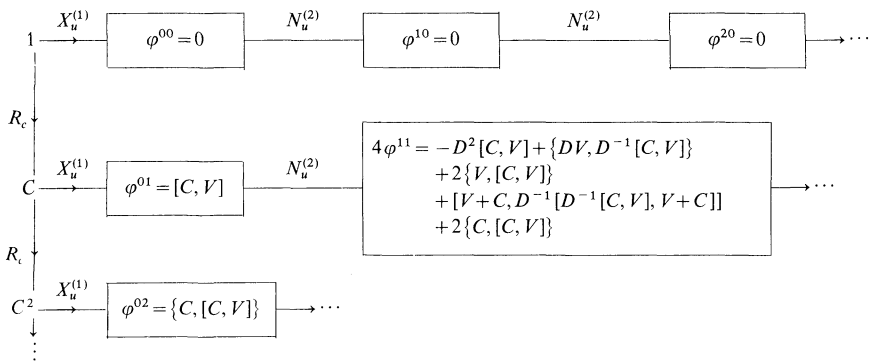 1 X_u^{(1)} φ^{00} = 0 N_u^{(2)} φ^{10} = 0 N_u^{(2)} φ^{20} = 0 ···
R_c
C X_u^{(1)} φ^{01} = [C, V] N_u^{(2)} 4φ^{11} = −D^2[C, V] + {DV, D^{−1}[C, V]}
+ 2{V, [C, V]}
+ [V + C, D^{−1}[D^{−1}[C, V], V + C]]
+ 2{C, [C, V]}
···
R_c
C^2 X_u^{(1)} φ^{02} = {C, [C, V]} ···
⋮